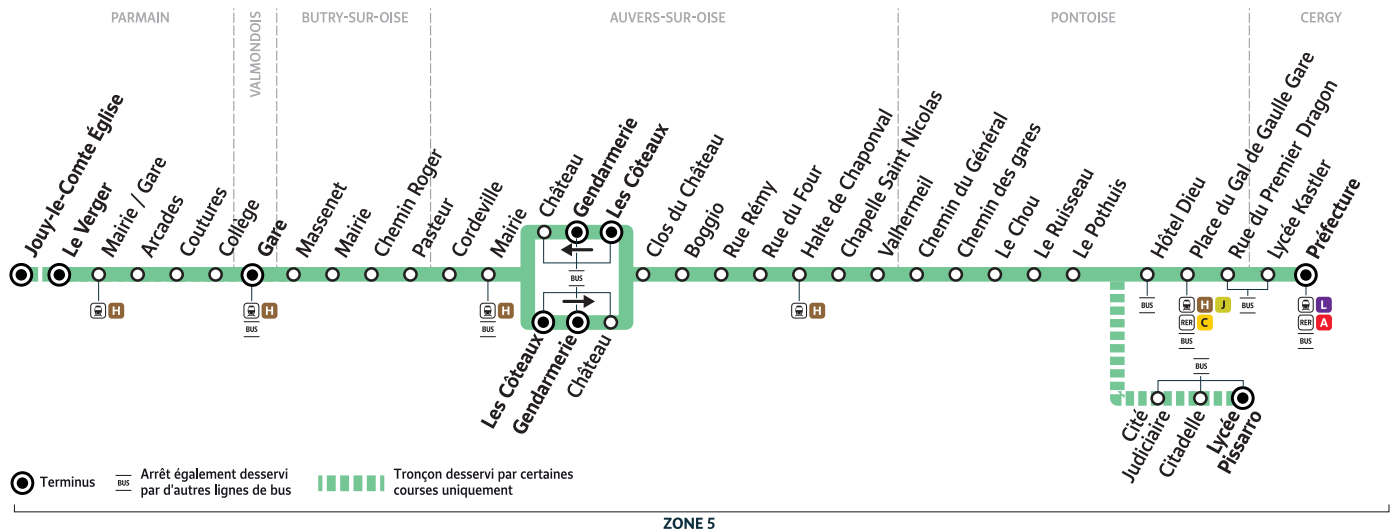 PARMAIN
VALMONDOIS
BUTRY-SUR-OISE
AUVERS-SUR-OISE
PONTOISE
CERGY
Jouy-le-Comte Église
Le Verger
Mairie / Gare
Arcades
Coutures
Collège
Gare
Massenet
Mairie
Chemin Roger
Pasteur
Cordeville
Mairie
Château
Gendarmerie
Les Côteaux
Clos du Château
Boggio
Rue Rémy
Rue du Four
Halte de Chaponval
Chapelle Saint Nicolas
Valhermeil
Chemin du Général
Chemin des gares
Le Chou
Le Ruisseau
Le Pothuis
Hôtel Dieu
Place du Gal de Gaulle Gare
Rue du Premier Dragon
Lycée Kastler
Préfecture
BUS
H
H
BUS
H
BUS
BUS
H
BUS
H J
RER C
BUS
BUS
L
RER A
BUS
Les Côteaux
Gendarmerie
Château
BUS
Cité
Judiciaire
Citadelle
Lycée
Pissarro
Terminus
BUS
Arrêt également desservi
par d'autres lignes de bus
Tronçon desservi par certaines
courses uniquement
ZONE 5